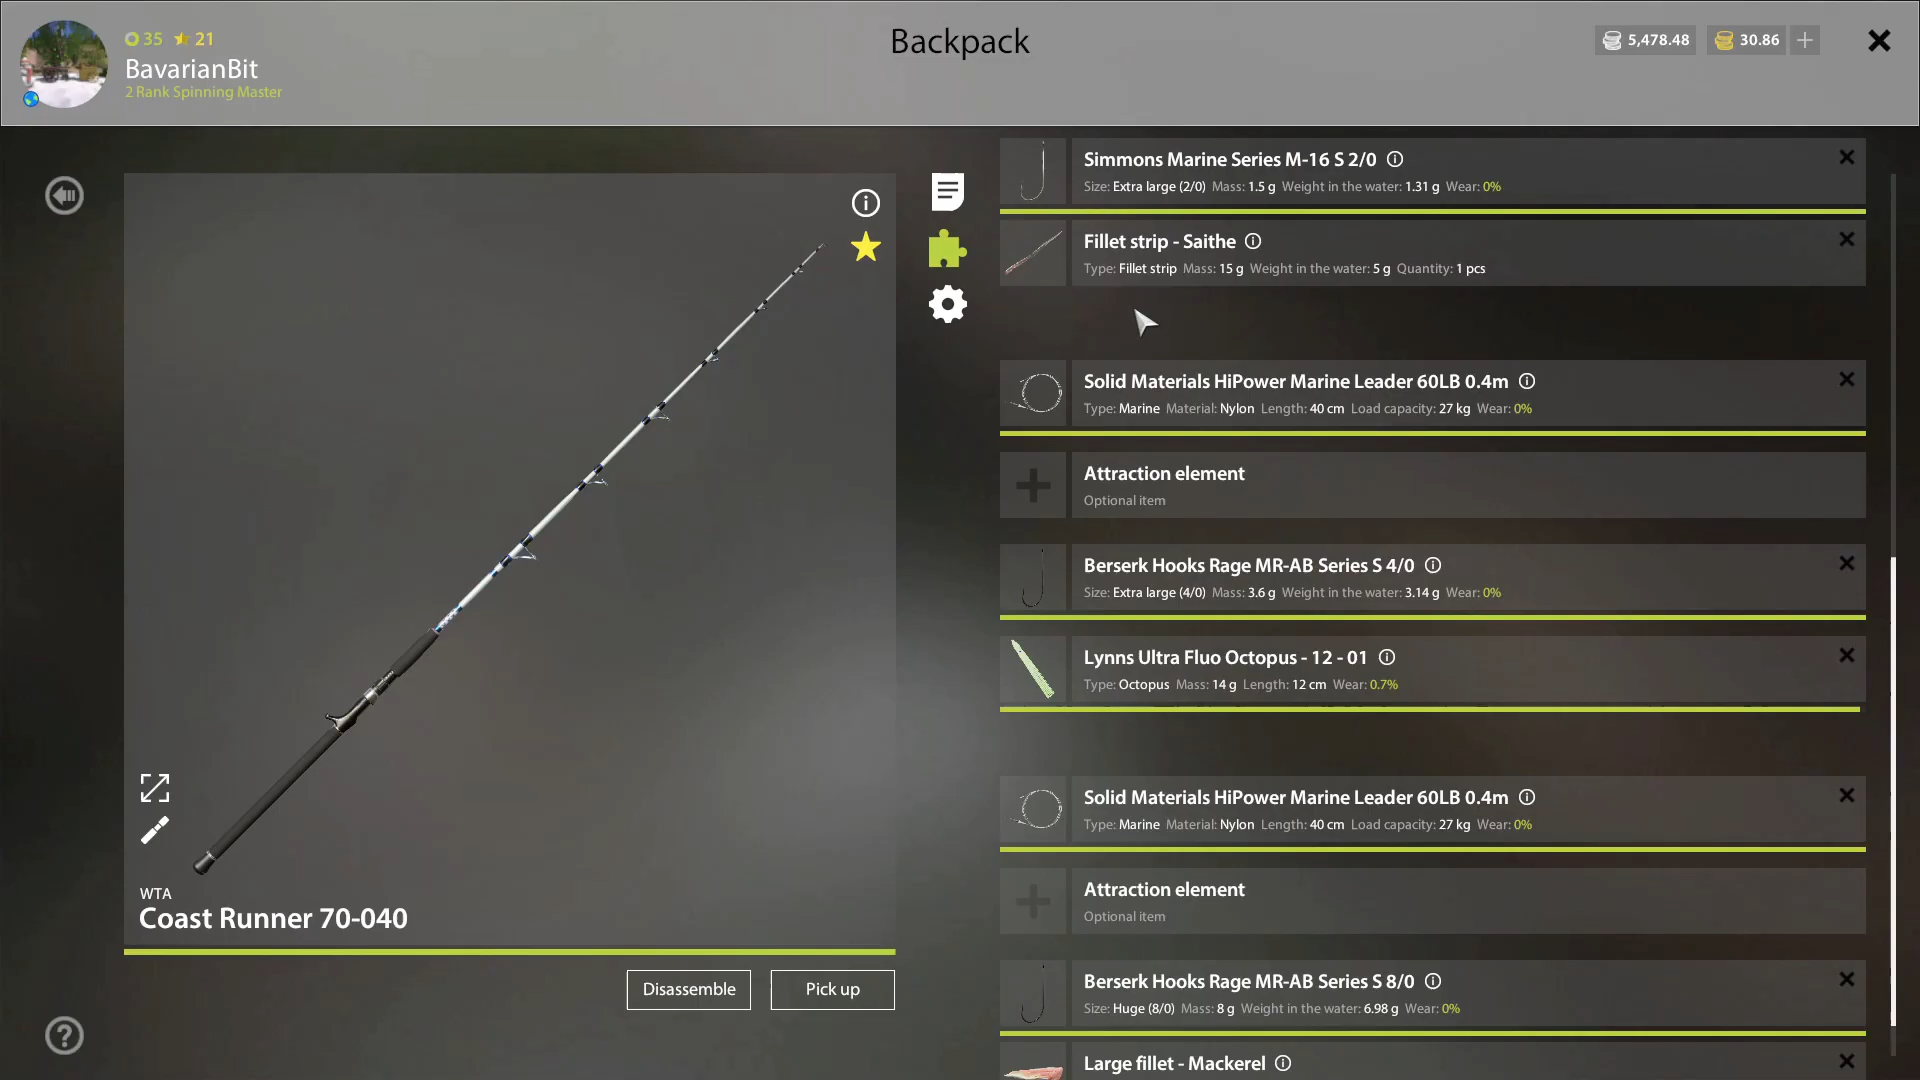 35 21
BavarianBit
2 Rank Spinning Master
Backpack
5,478.48 30.86
WTA
Coast Runner 70-040
Disassemble
Pick up
Simmons Marine Series M-16 S 2/0
Size: Extra large (2/0) Mass: 1.5 g Weight in the water: 1.31 g Wear: 0%
Fillet strip - Saithe
Type: Fillet strip Mass: 15 g Weight in the water: 5 g Quantity: 1 pcs
Solid Materials HiPower Marine Leader 60LB 0.4m
Type: Marine Material: Nylon Length: 40 cm Load capacity: 27 kg Wear: 0%
Attraction element
Optional item
Berserk Hooks Rage MR-AB Series S 4/0
Size: Extra large (4/0) Mass: 3.6 g Weight in the water: 3.14 g Wear: 0%
Lynns Ultra Fluo Octopus - 12 - 01
Type: Octopus Mass: 14 g Length: 12 cm Wear: 0.7%
Solid Materials HiPower Marine Leader 60LB 0.4m
Type: Marine Material: Nylon Length: 40 cm Load capacity: 27 kg Wear: 0%
Attraction element
Optional item
Berserk Hooks Rage MR-AB Series S 8/0
Size: Huge (8/0) Mass: 8 g Weight in the water: 6.98 g Wear: 0%
Large fillet - Mackerel